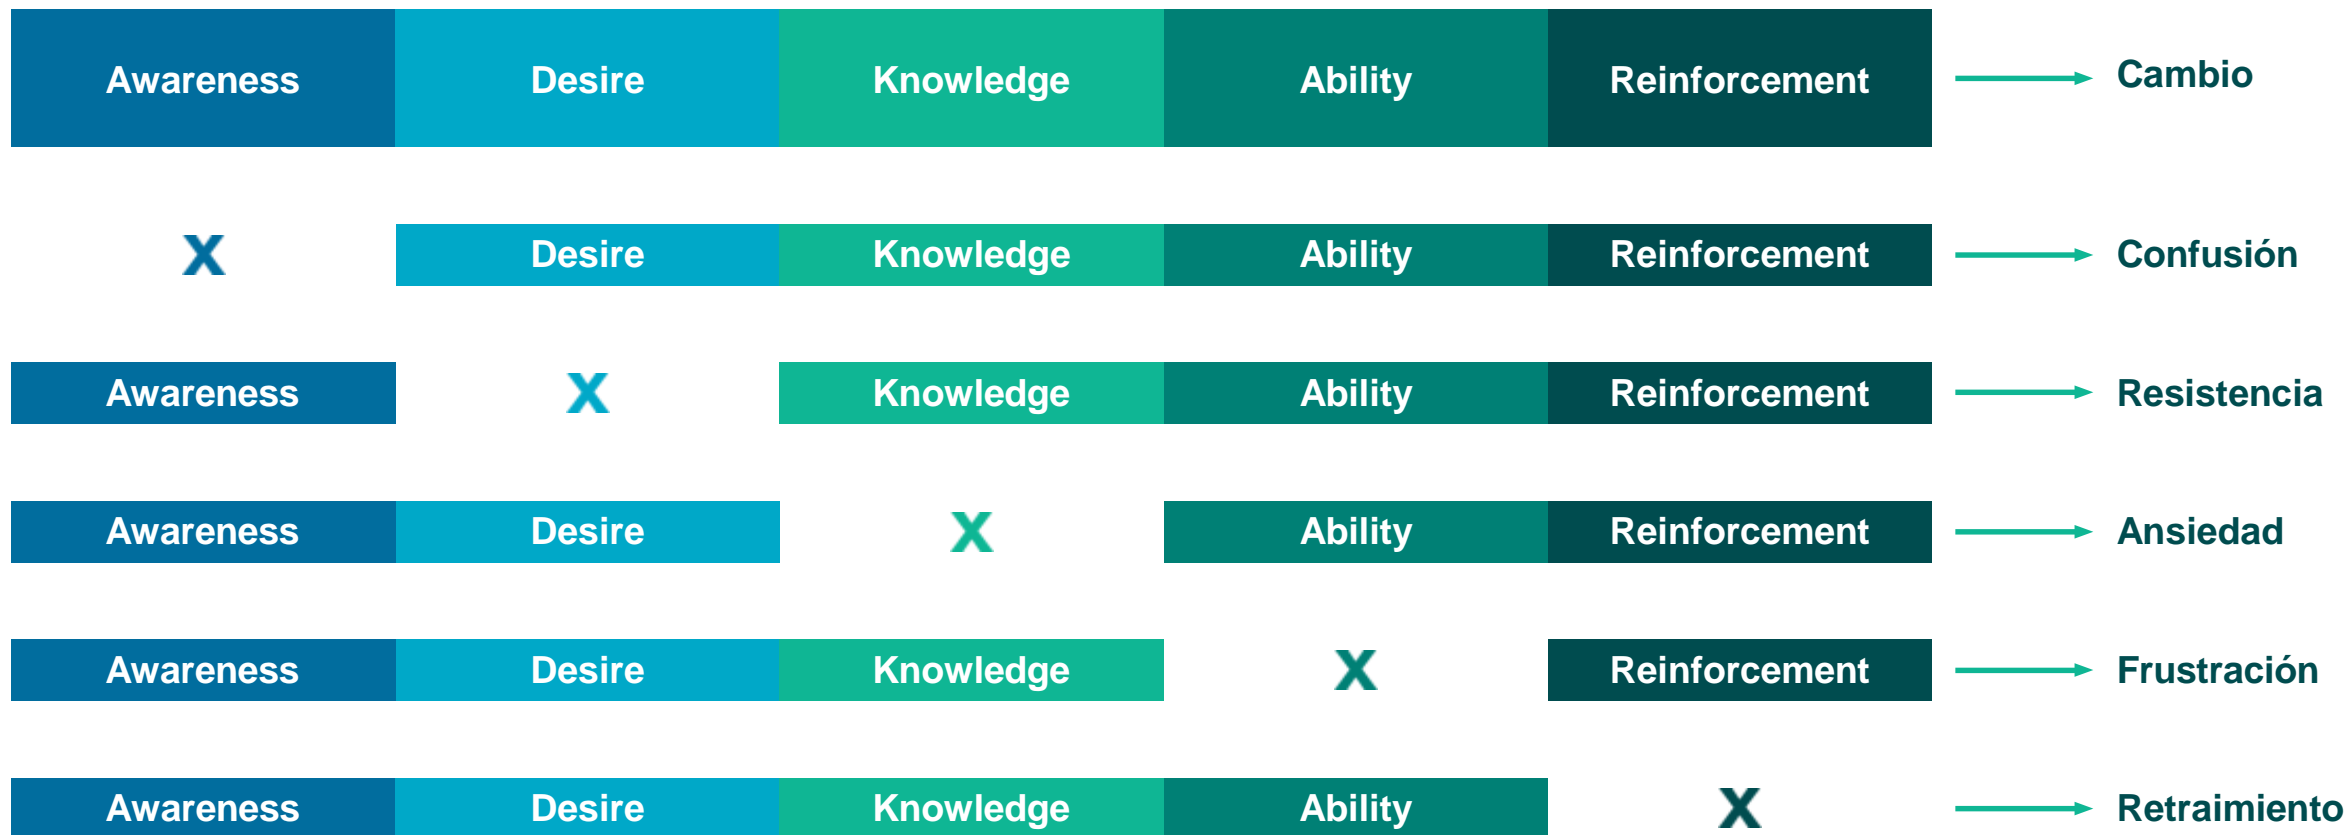 Awareness Desire Knowledge Ability Reinforcement Cambio
X Desire Knowledge Ability Reinforcement Confusión
Awareness X Knowledge Ability Reinforcement Resistencia
Awareness Desire X Ability Reinforcement Ansiedad
Awareness Desire Knowledge X Reinforcement Frustración
Awareness Desire Knowledge Ability X Retraimiento